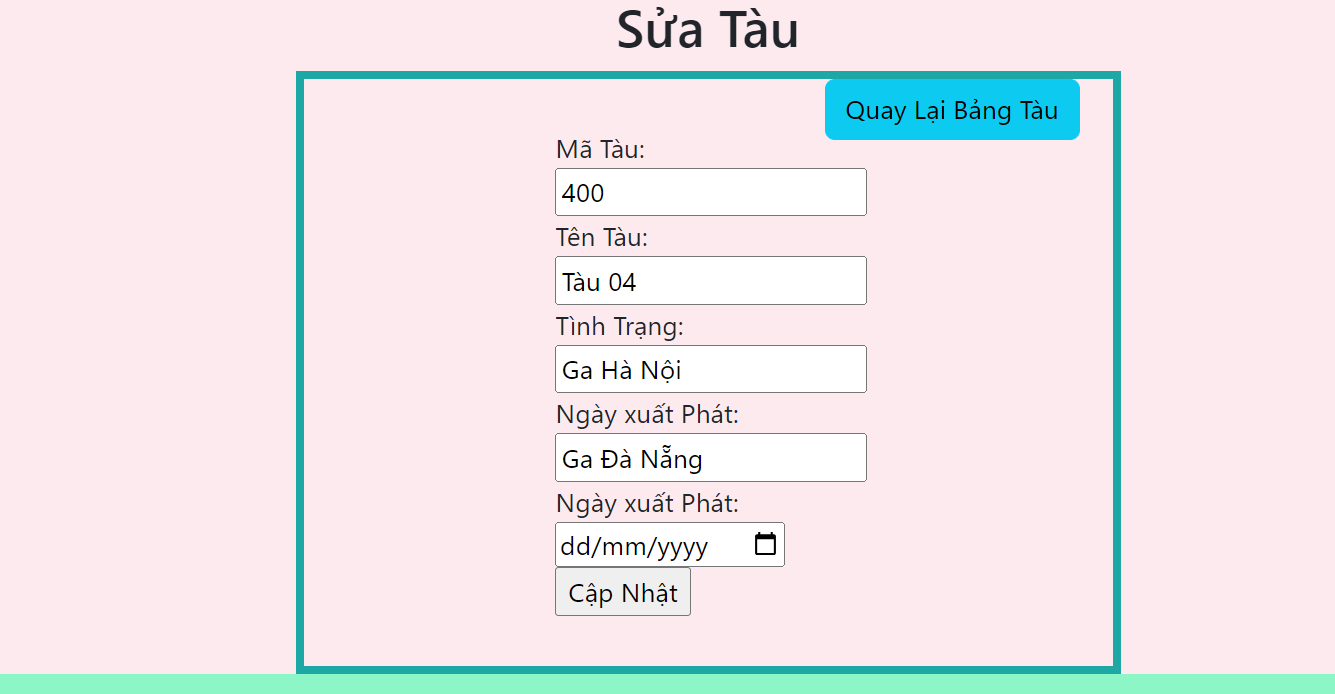 Sửa Tàu
Quay Lại Bảng Tàu
Mã Tàu:
400
Tên Tàu:
Tàu 04
Tình Trạng:
Ga Hà Nội
Ngày xuất Phát:
Ga Đà Nẵng
Ngày xuất Phát:
dd/mm/yyyy
Cập Nhật